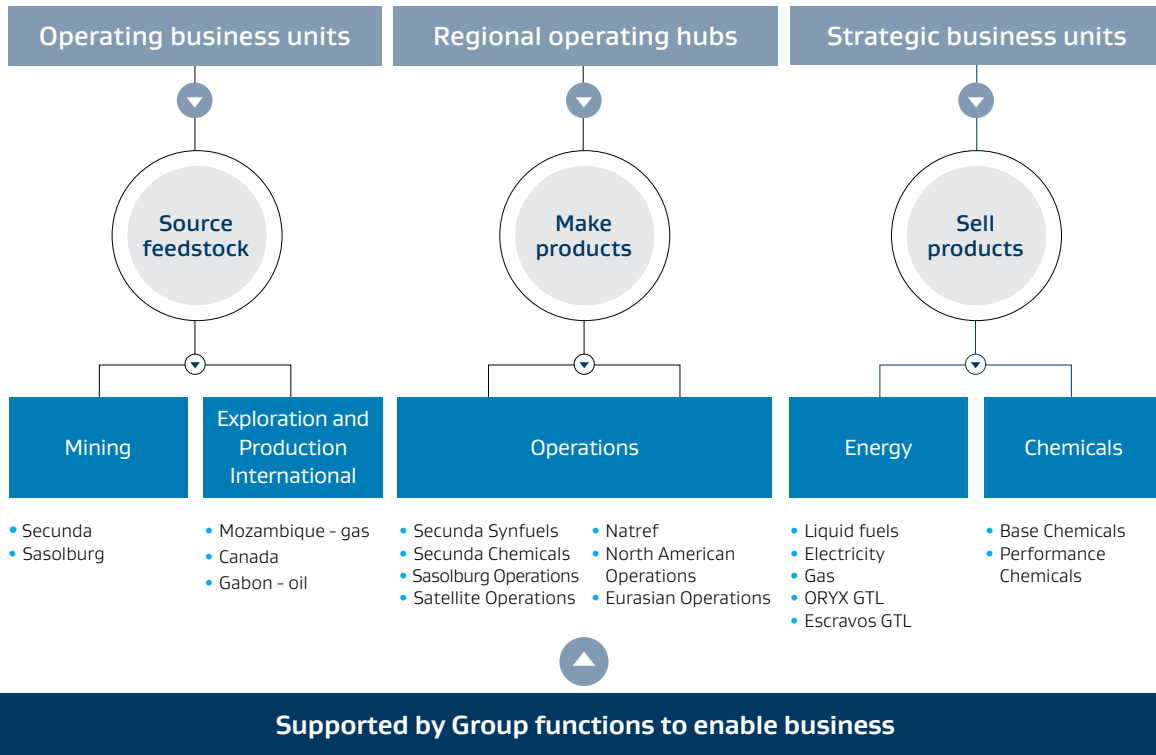 Operating business units
Regional operating hubs
Strategic business units
Source
feedstock
Make
products
Sell
products
Mining
Exploration and
Production
International
Operations
Energy
Chemicals
• Secunda
• Sasolburg
• Mozambique - gas
• Canada
• Gabon - oil
• Secunda Synfuels
• Secunda Chemicals
• Sasolburg Operations
• Satellite Operations
• Natref
• North American
Operations
• Eurasian Operations
• Liquid fuels
• Electricity
• Gas
• ORYX GTL
• Escravos GTL
• Base Chemicals
• Performance
Chemicals
Supported by Group functions to enable business